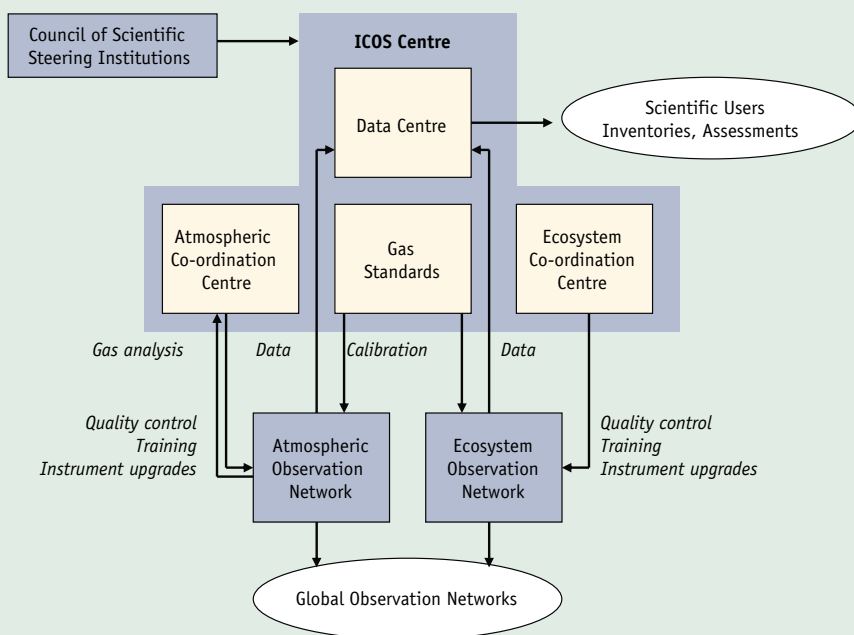 Council of Scientific
Steering Institutions
ICOS Centre
Data Centre
Scientific Users
Inventories, Assessments
Atmospheric
Co-ordination
Centre
Gas
Standards
Ecosystem
Co-ordination
Centre
Gas analysis
Data
Calibration
Data
Quality control
Training
Instrument upgrades
Atmospheric
Observation
Network
Ecosystem
Observation
Network
Quality control
Training
Instrument upgrades
Global Observation Networks